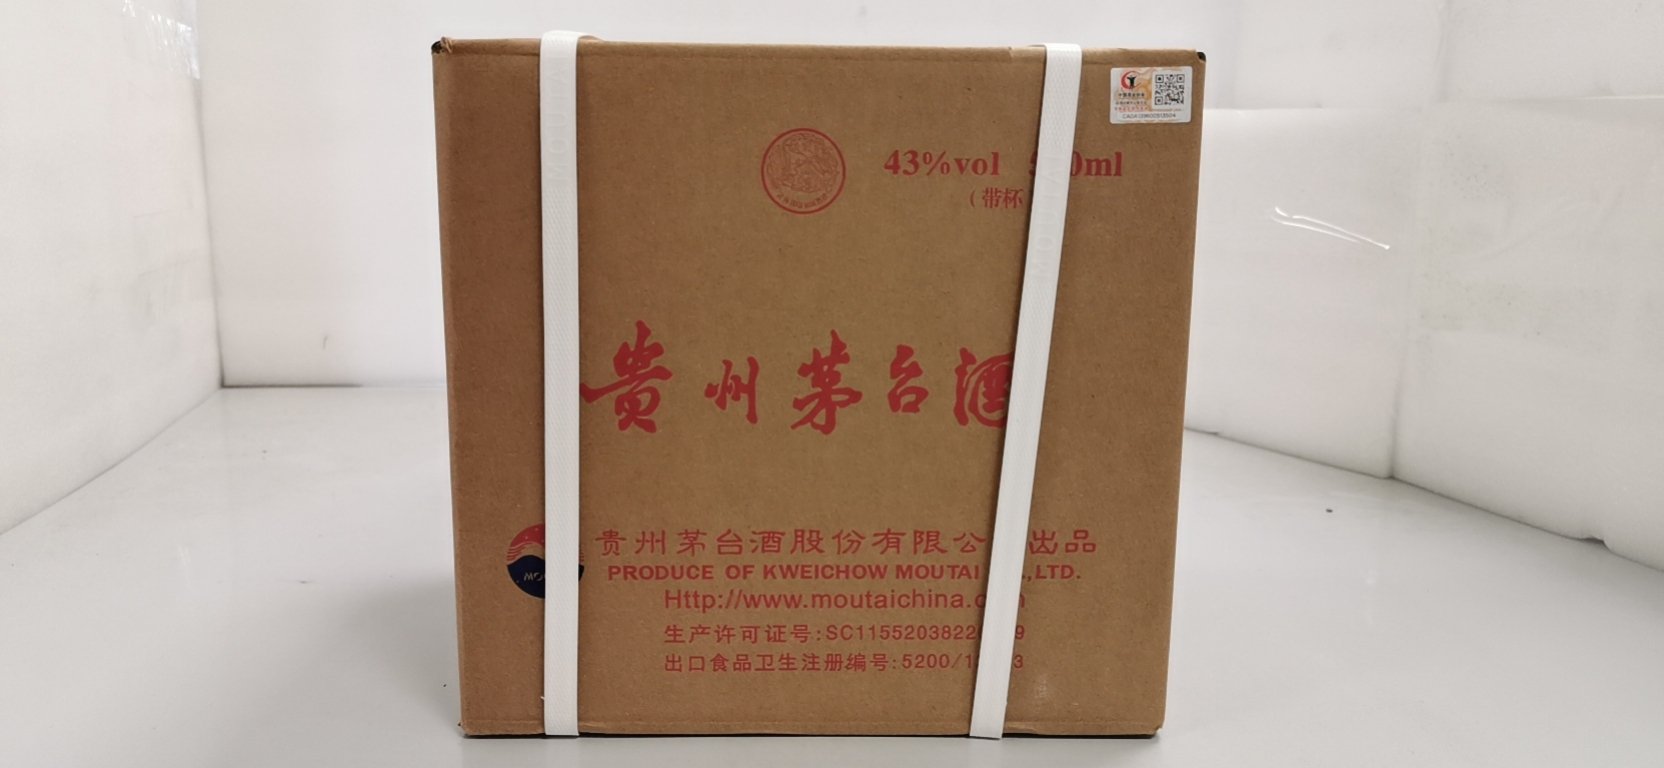 43%vol
ml
（带杯
贵州茅台酒
贵州茅台酒股份有限公 出品
PRODUCE OF KWEICHOW MOUTAI ,LTD.
Http://www.moutaichina.
生产许可证号:SC1155203822
出口食品卫生注册编号:5200/1
MOUTAI